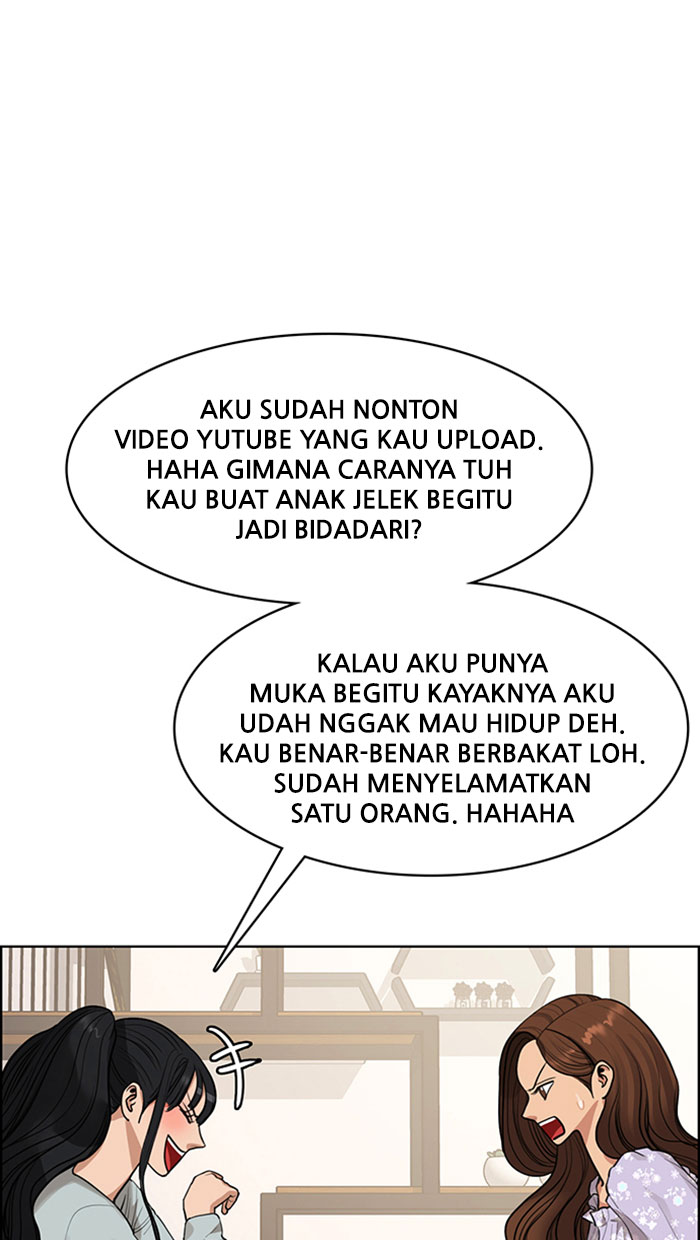 AKU SUDAH NONTON
VIDEO YUTUBE YANG KAU UPLOAD.
HAHA GIMANA CARANYA TUH
KAU BUAT ANAK JELEK BEGITU
JADI BIDADARI?
KALAU AKU PUNYA
MUKA BEGITU KAYAKNYA AKU
UDAH NGGAK MAU HIDUP DEH.
KAU BENAR-BENAR BERBAKAT LOH.
SUDAH MENYELAMATKAN
SATU ORANG. HAHAHA